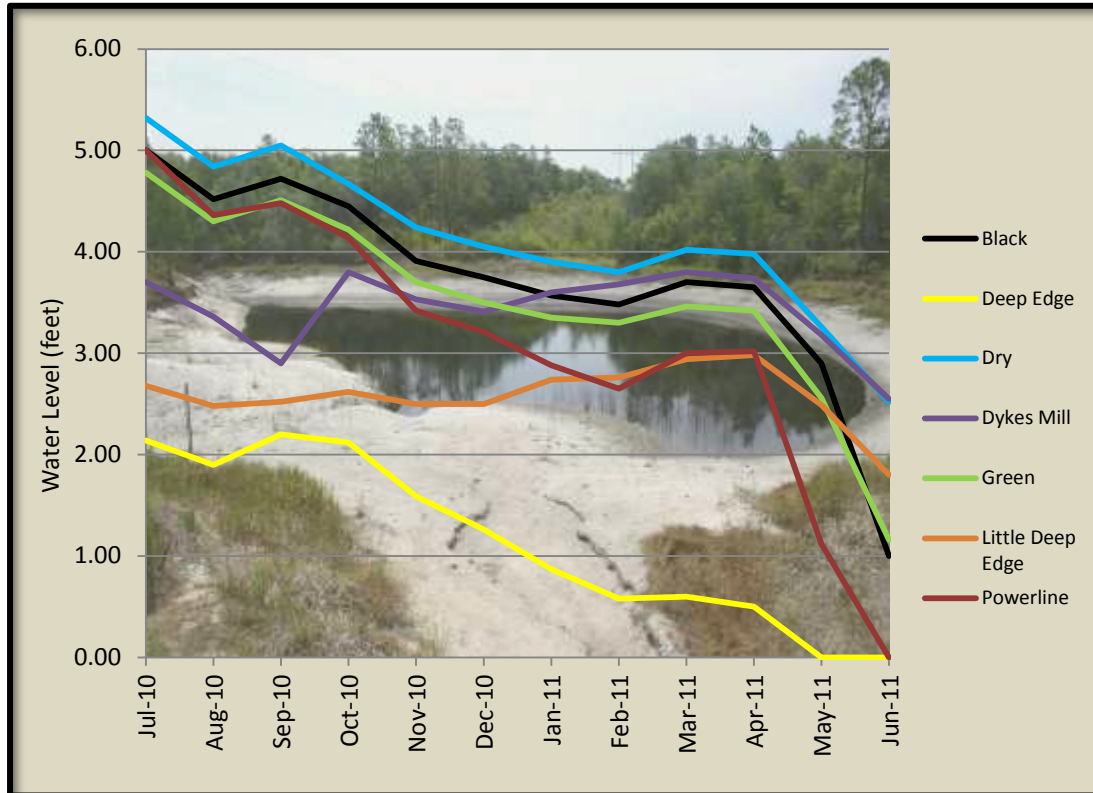 6.00
5.00
4.00
3.00
2.00
1.00
0.00
Water Level (feet)
Jul-10
Aug-10
Sep-10
Oct-10
Nov-10
Dec-10
Jan-11
Feb-11
Mar-11
Apr-11
May-11
Jun-11
Black
Deep Edge
Dry
Dykes Mill
Green
Little Deep
Edge
Powerline